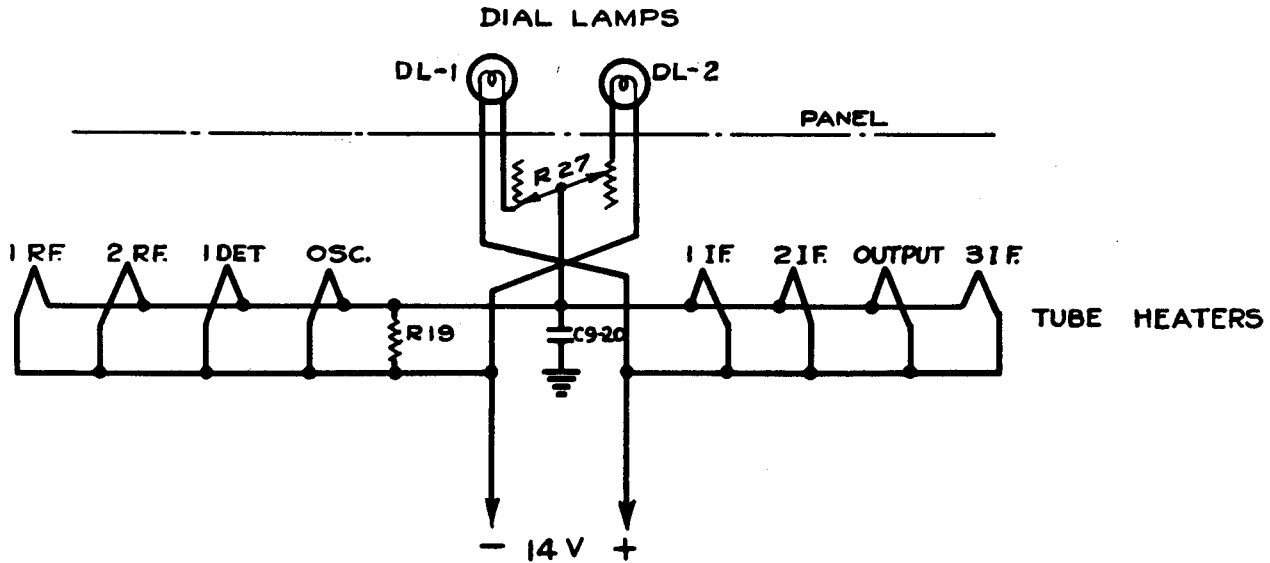 DIAL LAMPS
DL-1
DL-2
PANEL
R 27
1 RF.
2 RF.
1 DET
OSC.
1 IF.
2 IF.
OUTPUT
3 IF.
R19
C9-20
TUBE HEATERS
– 14 V +